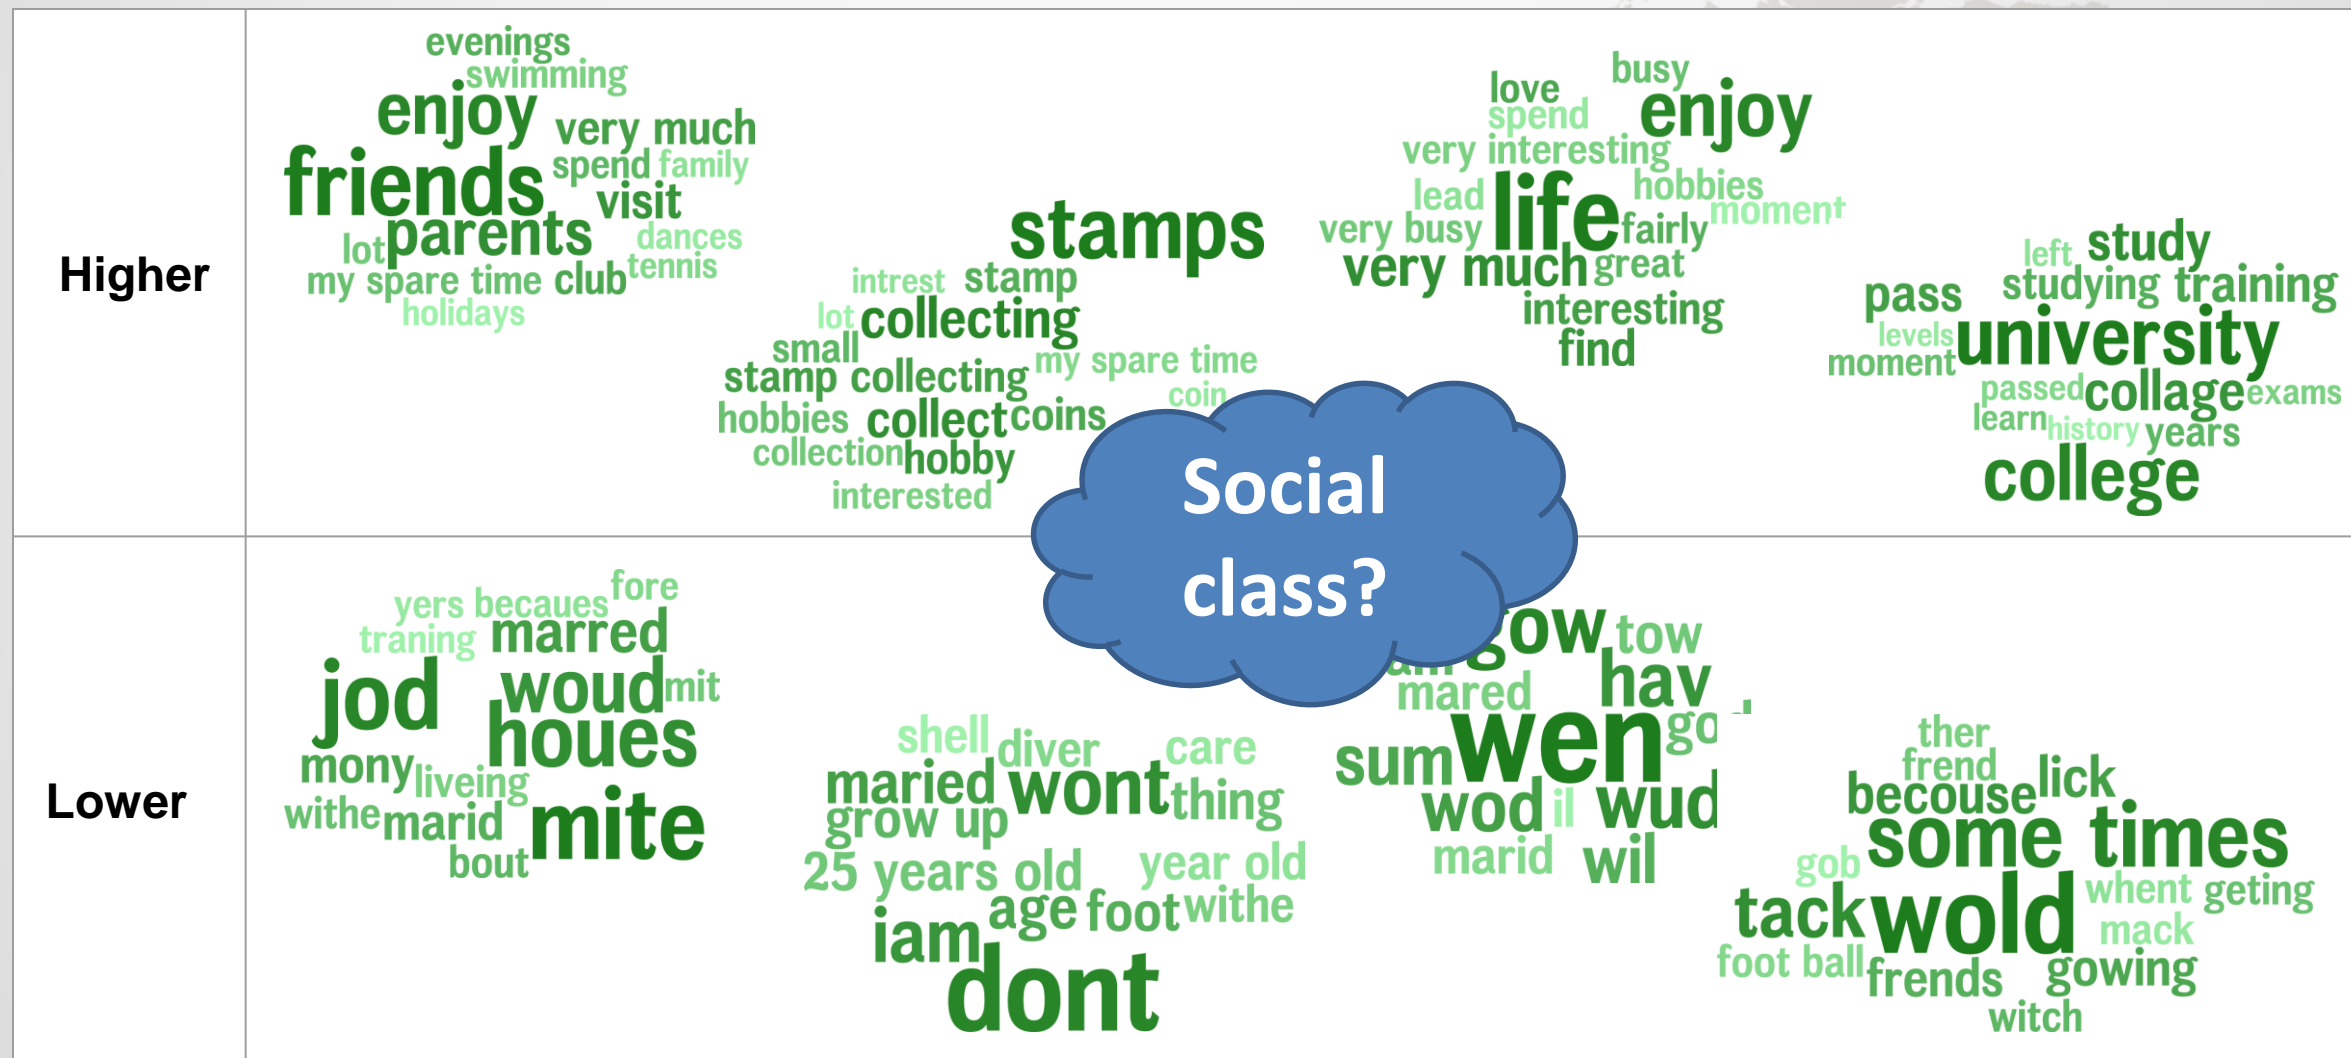 Higher
evenings
swimming
enjoy very much
friends spend family
visit
lot parents dances
my spare time club tennis
holidays
stamps
intrest stamp
lot collecting
small my spare time
stamp collecting coin
hobbies collect coins
collection hobby
interested
busy
love enjoy
spend
very interesting
lead life hobbies
very busy fairly moment
very much great
interesting
find
left study
pass studying training
levels university
moment
passed collage exams
learn history years
college
Social
class?
Lower
fore
yers becaues
traning marred
jod woud mit
houes
mony liveing
withe marid mite
bout
shell diver care
maried wont thing
grow up
25 years old year old
age foot withe
iam
dont
tow
mared hav
sum wen
wod il wud
marid wil
ther
frend lick
becouse
some times
gob whent geting
tack wold mack
foot ball frends gowing
witch